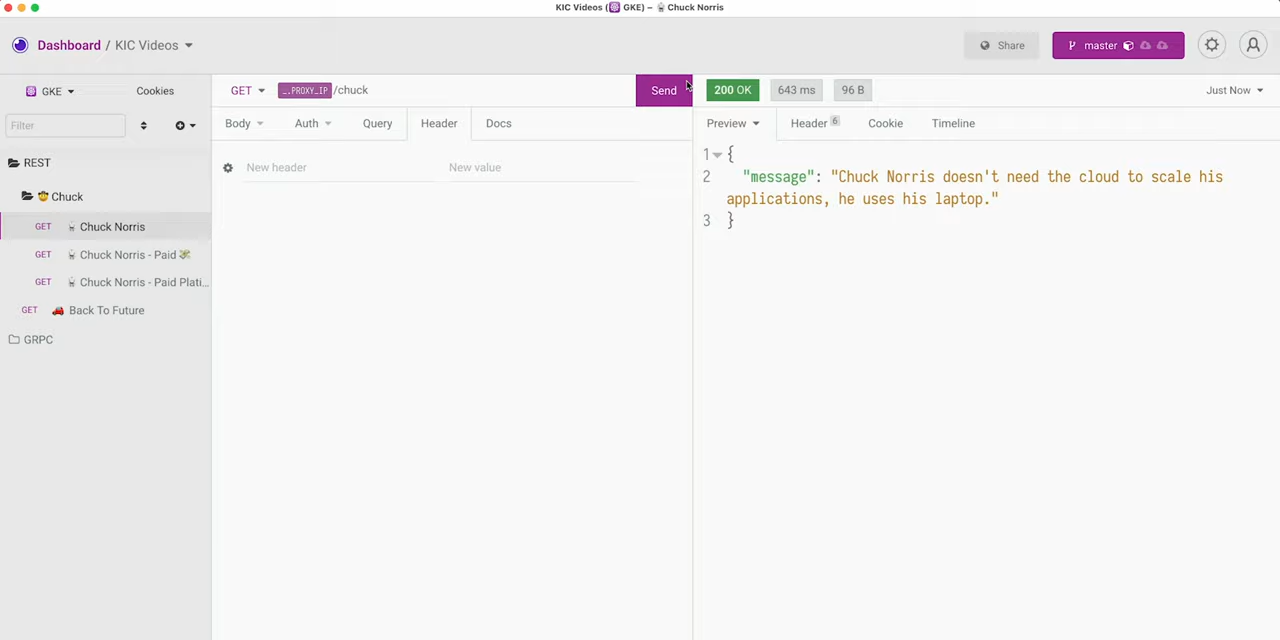 KIC Videos (GKE) – Chuck Norris
Dashboard / KIC Videos
Share
master
GKE
Cookies
GET
_.PROXY_IP
/chuck
Send
200 OK
643 ms
96 B
Just Now
Filter
Body
Auth
Query
Header
Docs
Preview
Header 6
Cookie
Timeline
New header
New value
REST
Chuck
GET Chuck Norris
GET Chuck Norris - Paid
GET Chuck Norris - Paid Plati...
GET Back To Future
GRPC
1 {
2 "message": "Chuck Norris doesn't need the cloud to scale his
applications, he uses his laptop."
3 }